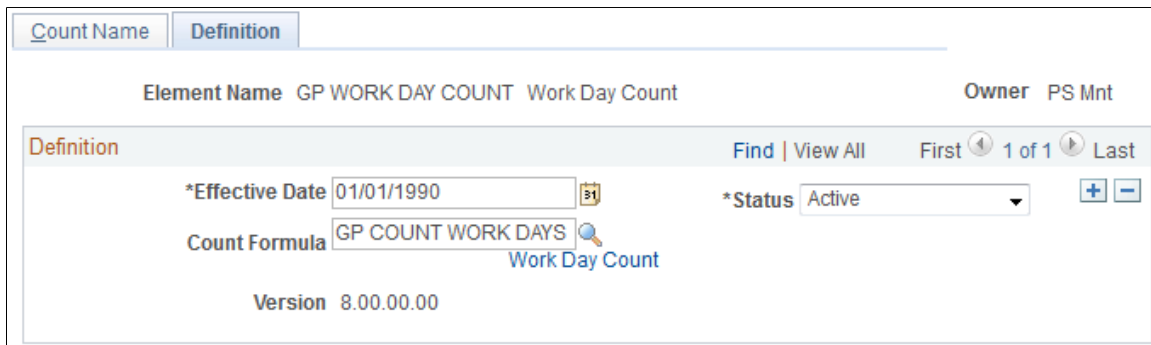 Count Name Definition
Element Name GP WORK DAY COUNT Work Day Count Owner PS Mnt
Definition Find | View All First 1 of 1 Last
*Effective Date 01/01/1990 31 *Status Active + −
Count Formula GP COUNT WORK DAYS
Work Day Count
Version 8.00.00.00